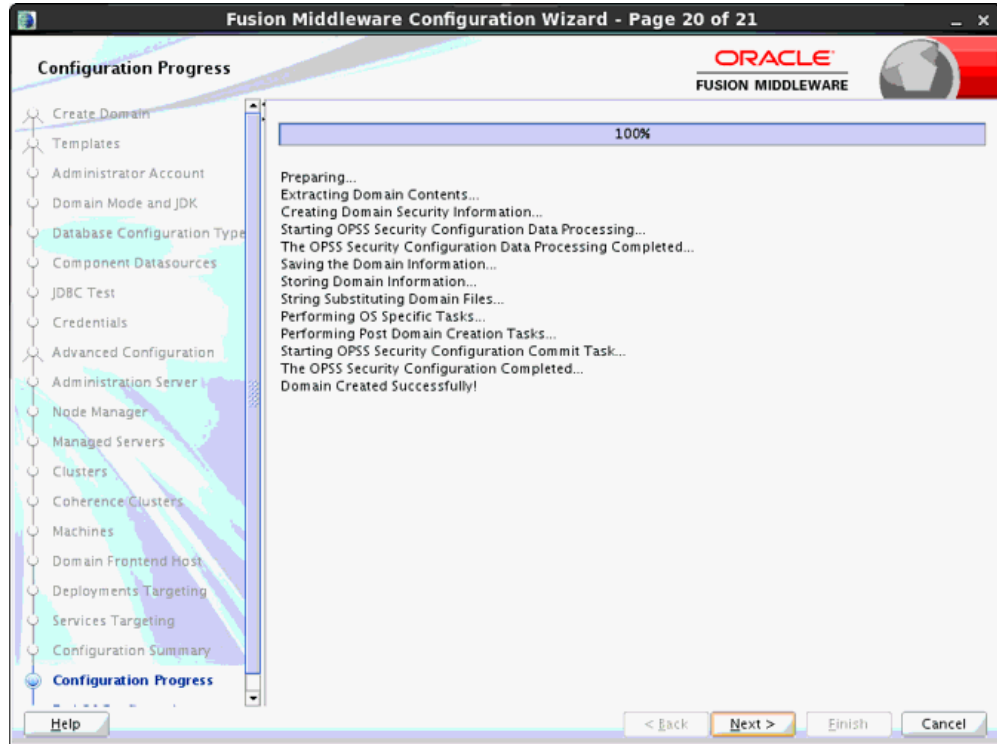 Fusion Middleware Configuration Wizard - Page 20 of 21
Configuration Progress
ORACLE
FUSION MIDDLEWARE
Create Domain
Templates
Administrator Account
Domain Mode and JDK
Database Configuration Type
Component Datasources
JDBC Test
Credentials
Advanced Configuration
Administration Server
Node Manager
Managed Servers
Clusters
Coherence Clusters
Machines
Domain Frontend Host
Deployments Targeting
Services Targeting
Configuration Summary
Configuration Progress
100%
Preparing...
Extracting Domain Contents...
Creating Domain Security Information...
Starting OPSS Security Configuration Data Processing...
The OPSS Security Configuration Data Processing Completed...
Saving the Domain Information...
Storing Domain Information...
String Substituting Domain Files...
Performing OS Specific Tasks...
Performing Post Domain Creation Tasks...
Starting OPSS Security Configuration Commit Task...
The OPSS Security Configuration Completed...
Domain Created Successfully!
Help
< Back
Next >
Finish
Cancel